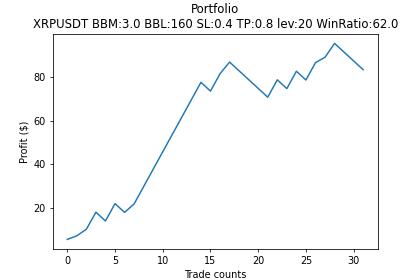 Portfolio
XRPUSDT BBM:3.0 BBL:160 SL:0.4 TP:0.8 lev:20 WinRatio:62.0
Profit ($)
80
60
40
20
0 5 10 15 20 25 30
Trade counts